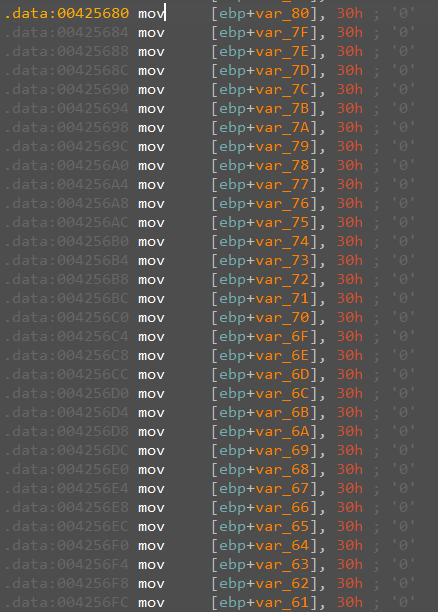 .data:00425680 mov [ebp+var_80], 30h ; '0'
.data:00425684 mov [ebp+var_7F], 30h ; '0'
.data:00425688 mov [ebp+var_7E], 30h ; '0'
.data:0042568C mov [ebp+var_7D], 30h ; '0'
.data:00425690 mov [ebp+var_7C], 30h ; '0'
.data:00425694 mov [ebp+var_7B], 30h ; '0'
.data:00425698 mov [ebp+var_7A], 30h ; '0'
.data:0042569C mov [ebp+var_79], 30h ; '0'
.data:004256A0 mov [ebp+var_78], 30h ; '0'
.data:004256A4 mov [ebp+var_77], 30h ; '0'
.data:004256A8 mov [ebp+var_76], 30h ; '0'
.data:004256AC mov [ebp+var_75], 30h ; '0'
.data:004256B0 mov [ebp+var_74], 30h ; '0'
.data:004256B4 mov [ebp+var_73], 30h ; '0'
.data:004256B8 mov [ebp+var_72], 30h ; '0'
.data:004256BC mov [ebp+var_71], 30h ; '0'
.data:004256C0 mov [ebp+var_70], 30h ; '0'
.data:004256C4 mov [ebp+var_6F], 30h ; '0'
.data:004256C8 mov [ebp+var_6E], 30h ; '0'
.data:004256CC mov [ebp+var_6D], 30h ; '0'
.data:004256D0 mov [ebp+var_6C], 30h ; '0'
.data:004256D4 mov [ebp+var_6B], 30h ; '0'
.data:004256D8 mov [ebp+var_6A], 30h ; '0'
.data:004256DC mov [ebp+var_69], 30h ; '0'
.data:004256E0 mov [ebp+var_68], 30h ; '0'
.data:004256E4 mov [ebp+var_67], 30h ; '0'
.data:004256E8 mov [ebp+var_66], 30h ; '0'
.data:004256EC mov [ebp+var_65], 30h ; '0'
.data:004256F0 mov [ebp+var_64], 30h ; '0'
.data:004256F4 mov [ebp+var_63], 30h ; '0'
.data:004256F8 mov [ebp+var_62], 30h ; '0'
.data:004256FC mov [ebp+var_61], 30h ; '0'